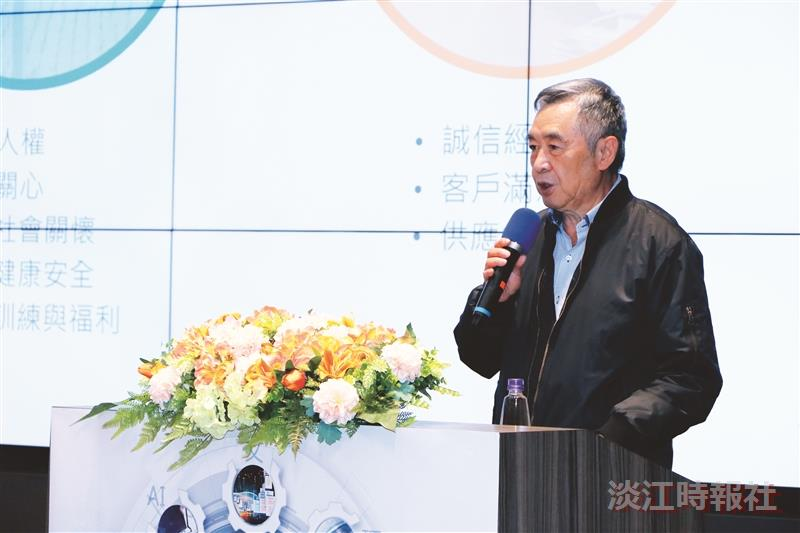 人權
關心
社會關懷
健康安全
訓練與福利
• 誠信經
• 客戶滿
• 供應
AI
文
淡江時報社